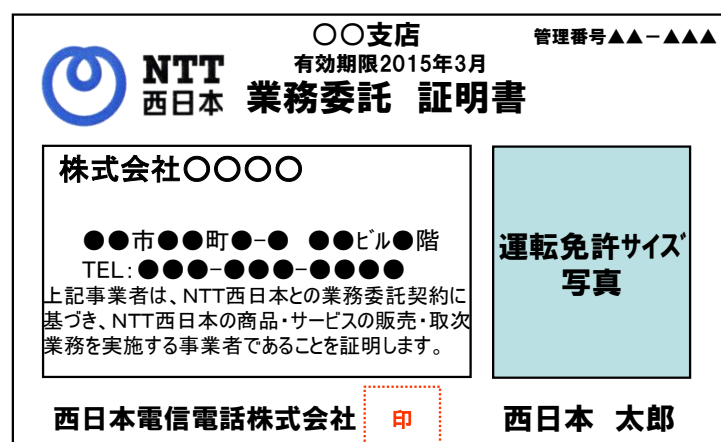 〇〇支店
管理番号▲▲－▲▲▲
有効期限2015年3月
NTT
西日本
業務委託　証明書
株式会社〇〇〇〇
●●市●●町●-●　●●ﾋﾞﾙ●階
TEL：●●●-●●●-●●●●
上記事業者は、NTT西日本との業務委託契約に
基づき、NTT西日本の商品・サービスの販売・取次
業務を実施する事業者であることを証明します。
運転免許サイズ
写真
西日本電信電話株式会社
印
西日本　太郎